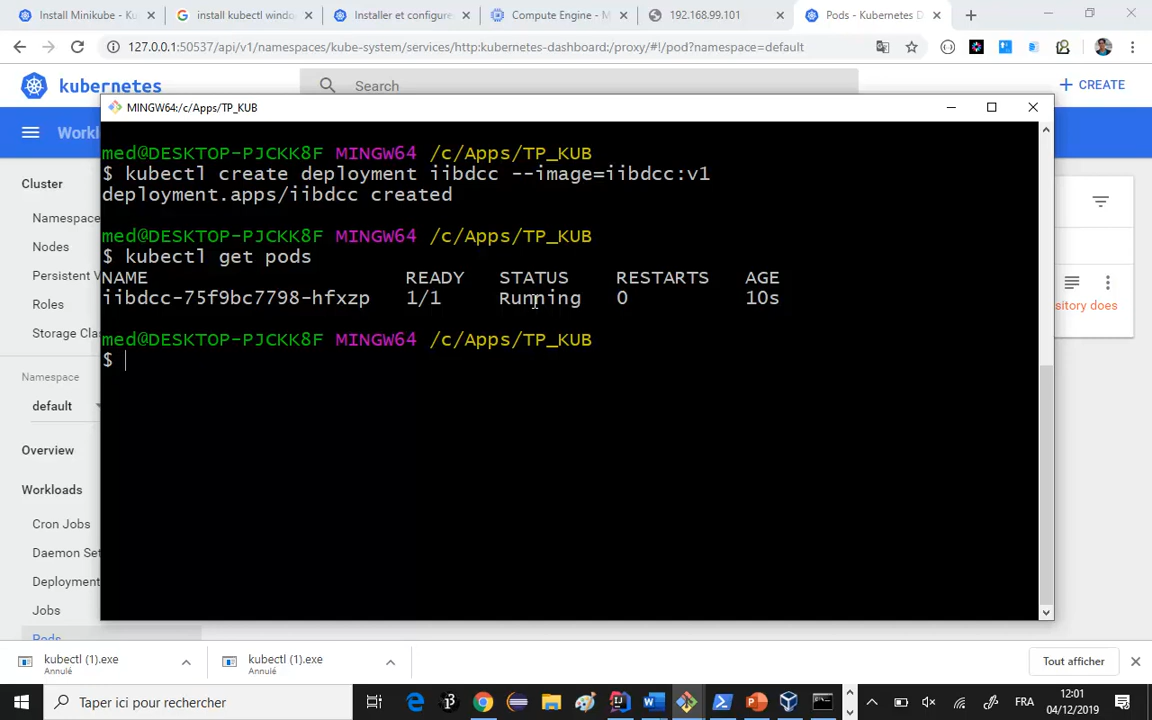 Install Minikube - Ku
install kubectl windo
Installer et configure
Compute Engine - M
192.168.99.101
Pods - Kubernetes D
127.0.0.1:50537/api/v1/namespaces/kube-system/services/http:kubernetes-dashboard:/proxy/#!/pod?namespace=default
kubernetes
Search
+ CREATE
Workl
MINGW64:/c/Apps/TP_KUB
med@DESKTOP-PJCKK8F MINGW64 /c/Apps/TP_KUB
$ kubectl create deployment iibdcc --image=iibdcc:v1
deployment.apps/iibdcc created
med@DESKTOP-PJCKK8F MINGW64 /c/Apps/TP_KUB
$ kubectl get pods
NAME READY STATUS RESTARTS AGE
iibdcc-75f9bc7798-hfxzp 1/1 Running 0 10s
med@DESKTOP-PJCKK8F MINGW64 /c/Apps/TP_KUB
$
Cluster
Namespace
Nodes
Persistent V
Roles
Storage Cla
Namespace
default
Overview
Workloads
Cron Jobs
Daemon Set
Deployment
Jobs
Pods
sitory does
kubectl (1).exe
Annulé
kubectl (1).exe
Annulé
Tout afficher
Taper ici pour rechercher
FRA
12:01
04/12/2019